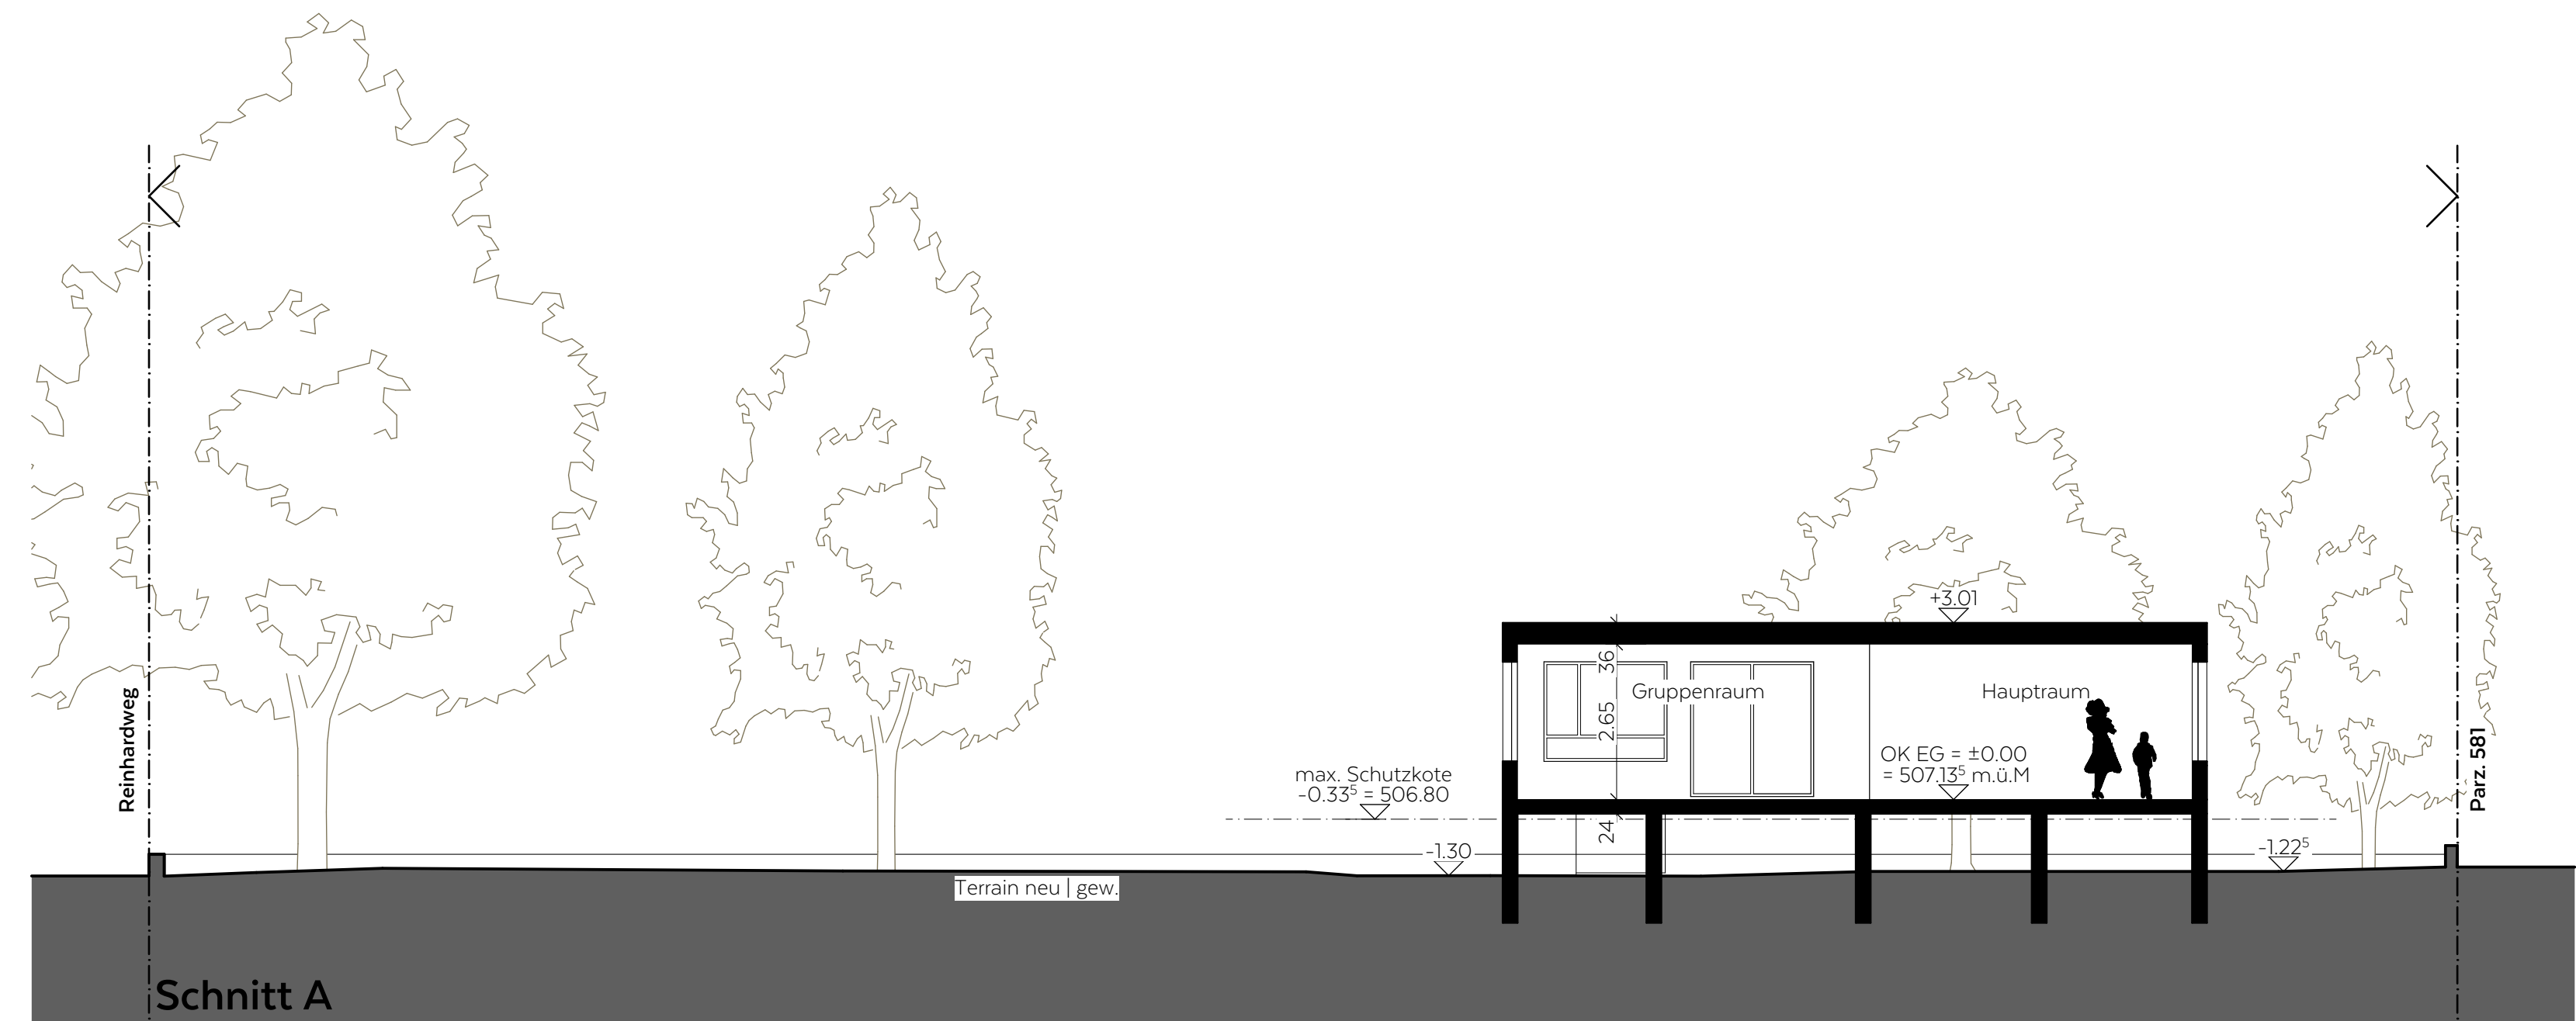 +3.01
36
Gruppenraum
Hauptraum
2.65
Reinhardweg
Parz. 581
OK EG = ±0.00
= 507.13⁵ m.ü.M
max. Schutzkote
-0.33⁵ = 506.80
24
-1.30
-1.22⁵
Terrain neu | gew.
Schnitt A